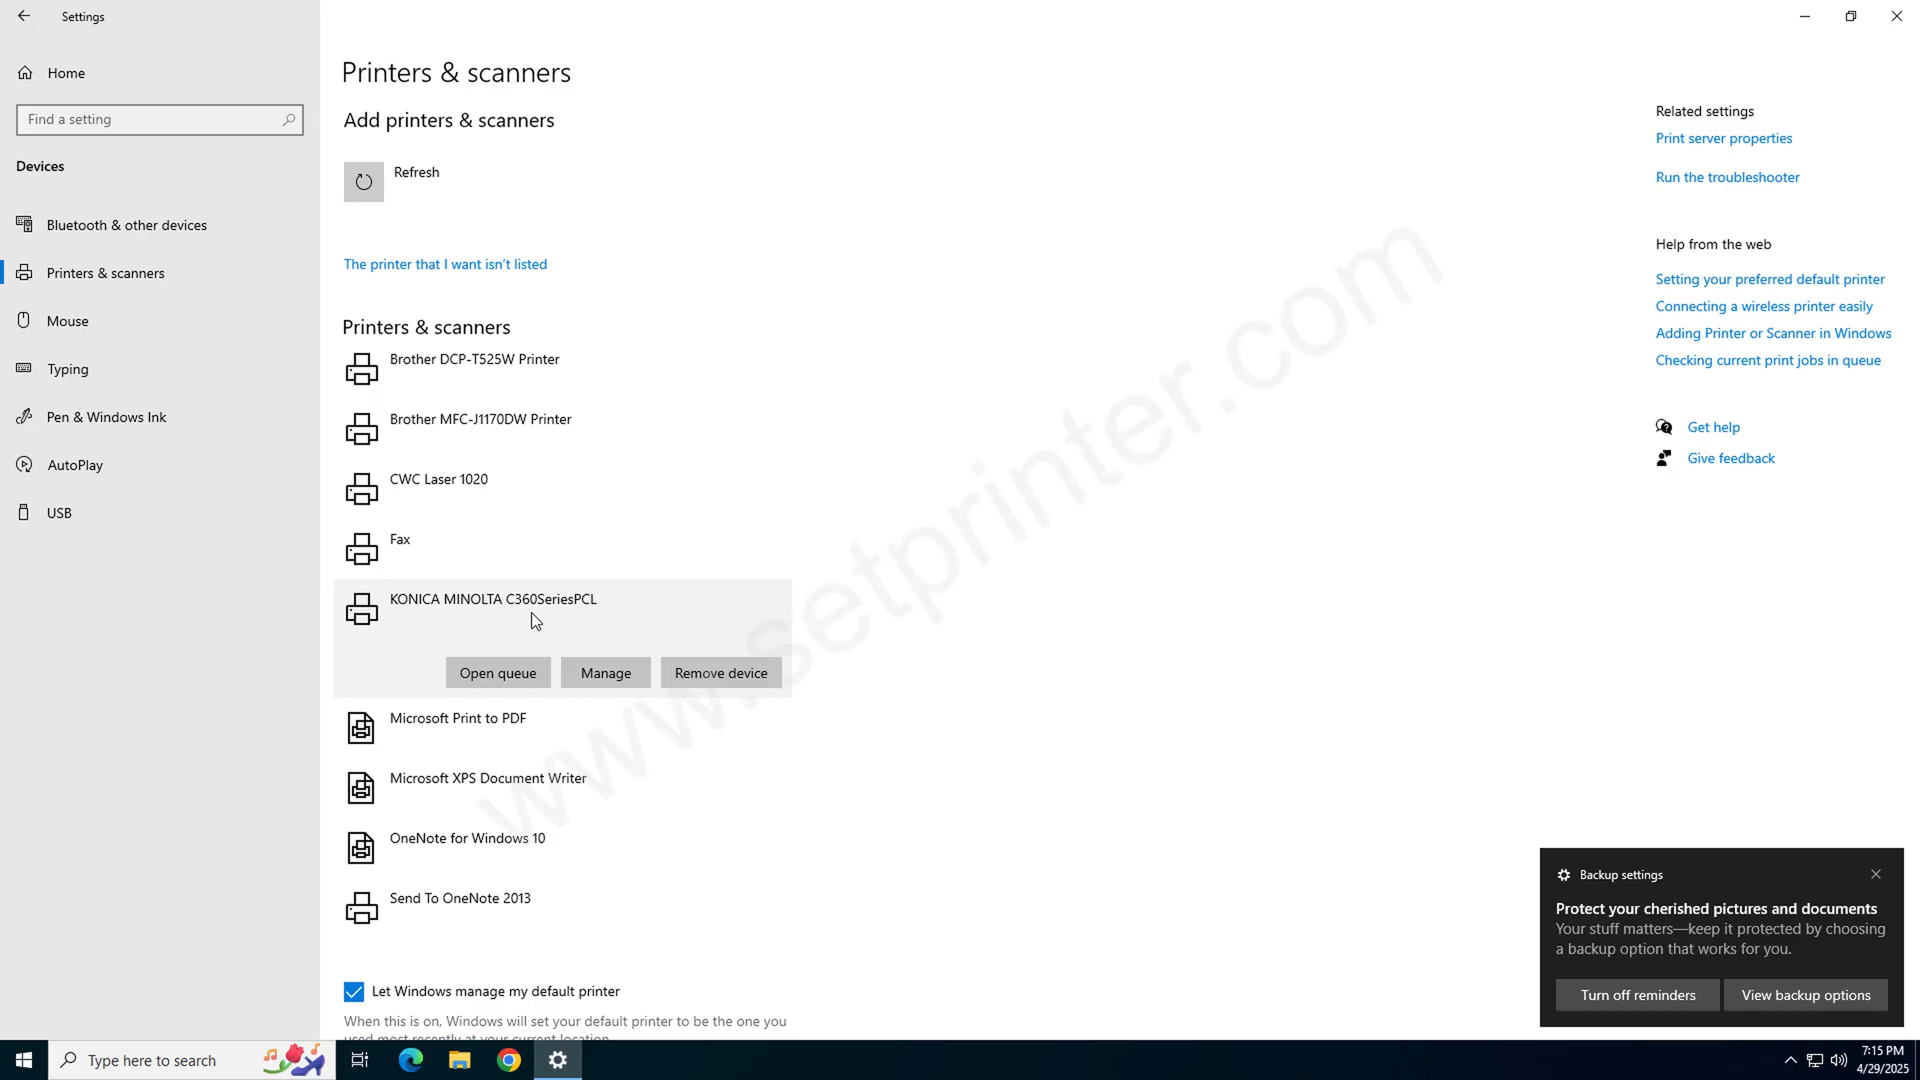 Settings
Home
Find a setting
Devices
Bluetooth & other devices
Printers & scanners
Mouse
Typing
Pen & Windows Ink
AutoPlay
USB
Printers & scanners
Add printers & scanners
Refresh
The printer that I want isn't listed
Printers & scanners
Brother DCP-T525W Printer
Brother MFC-J1170DW Printer
CWC Laser 1020
Fax
KONICA MINOLTA C360SeriesPCL
Open queue
Manage
Remove device
Microsoft Print to PDF
Microsoft XPS Document Writer
OneNote for Windows 10
Send To OneNote 2013
Let Windows manage my default printer
When this is on, Windows will set your default printer to be the one you
used most recently at your current location.
Related settings
Print server properties
Run the troubleshooter
Help from the web
Setting your preferred default printer
Connecting a wireless printer easily
Adding Printer or Scanner in Windows
Checking current print jobs in queue
Get help
Give feedback
www.setprinter.com
Backup settings
Protect your cherished pictures and documents
Your stuff matters—keep it protected by choosing
a backup option that works for you.
Turn off reminders
View backup options
Type here to search
7:15 PM
4/29/2025